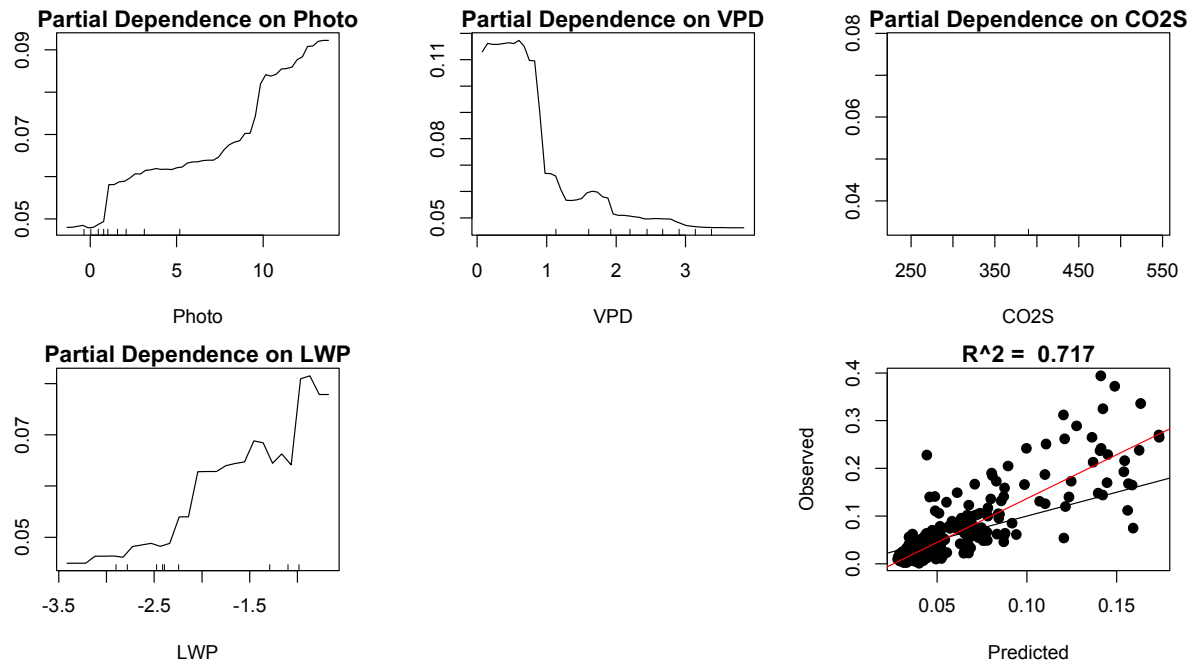 Partial Dependence on Photo
0.05 0.07 0.09
0 5 10
Photo
Partial Dependence on VPD
0.05 0.08 0.11
0 1 2 3
VPD
Partial Dependence on CO2S
0.04 0.06 0.08
250 350 450 550
CO2S
Partial Dependence on LWP
0.05 0.07
-3.5 -2.5 -1.5
LWP
R^2 = 0.717
Observed
0.0 0.1 0.2 0.3 0.4
0.05 0.10 0.15
Predicted